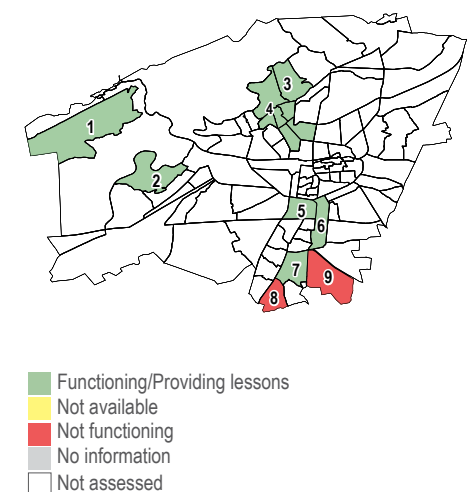 3
4
1
2
5
6
7
9
8
Functioning/Providing lessons
Not available
Not functioning
No information
Not assessed